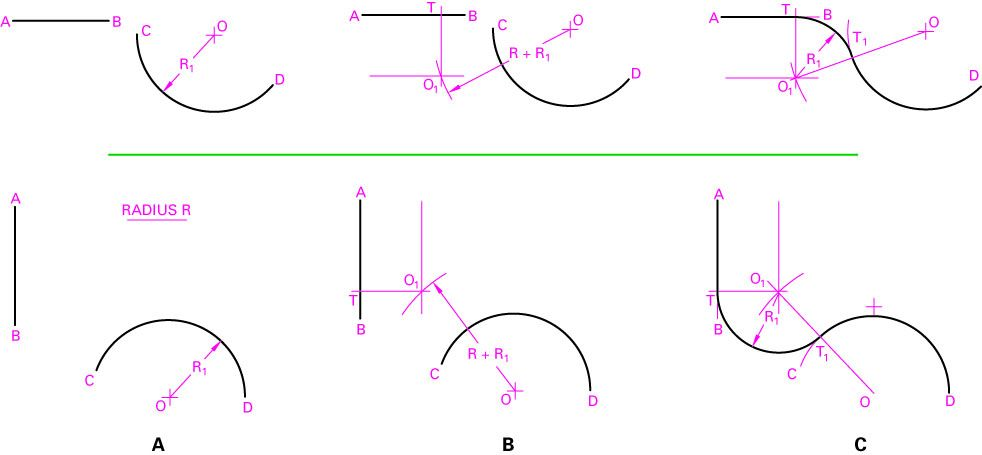 A B C O R1 D
A T B C O R + R1 O1 D
A T B T1 O R1 O1 D
A RADIUS R B C R1 O D
A O1 T B R + R1 C O D
A O1 T B R1 T1 C O D
A B C